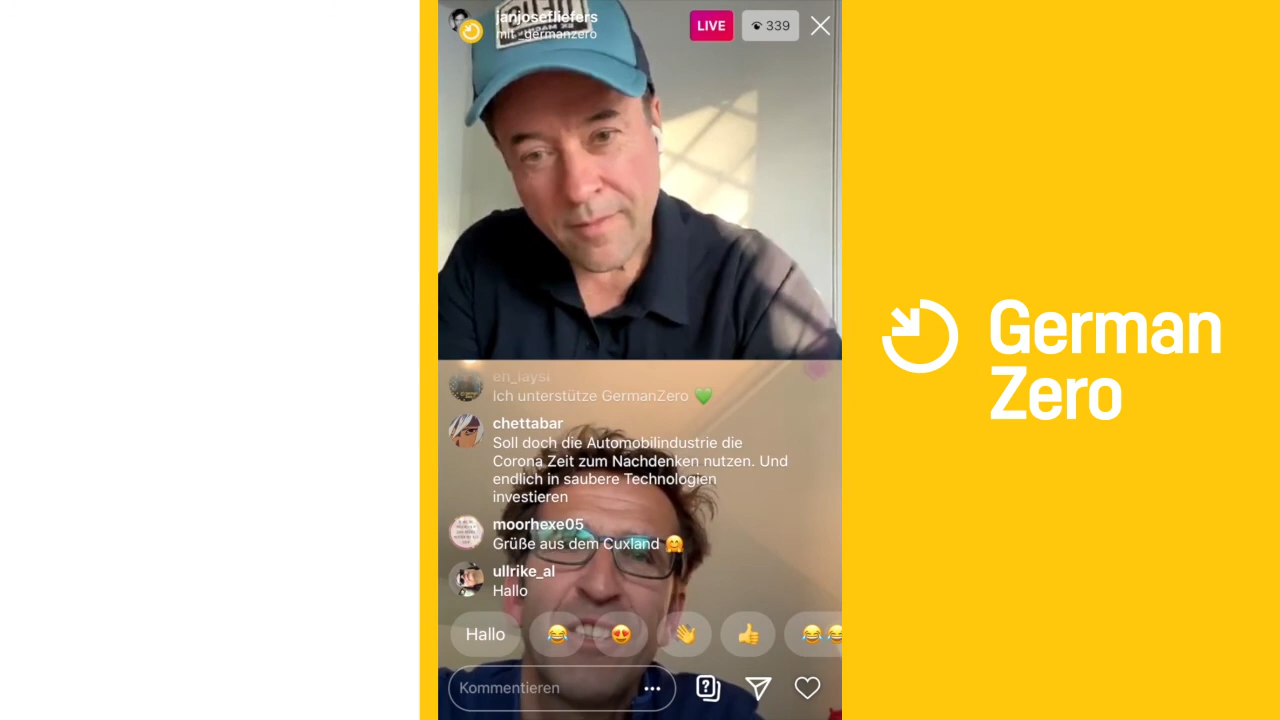 janjosefliefers
mit _germanzero
LIVE
339
Ich unterstütze GermanZero 💚
chettabar
Soll doch die Automobilindustrie die
Corona Zeit zum Nachdenken nutzen. Und
endlich in saubere Technologien
investieren
moorhexe05
Grüße aus dem Cuxland 🤗
ullrike_al
Hallo
Hallo 😂 😍 👋 👍 😂😂
Kommentieren
German
Zero